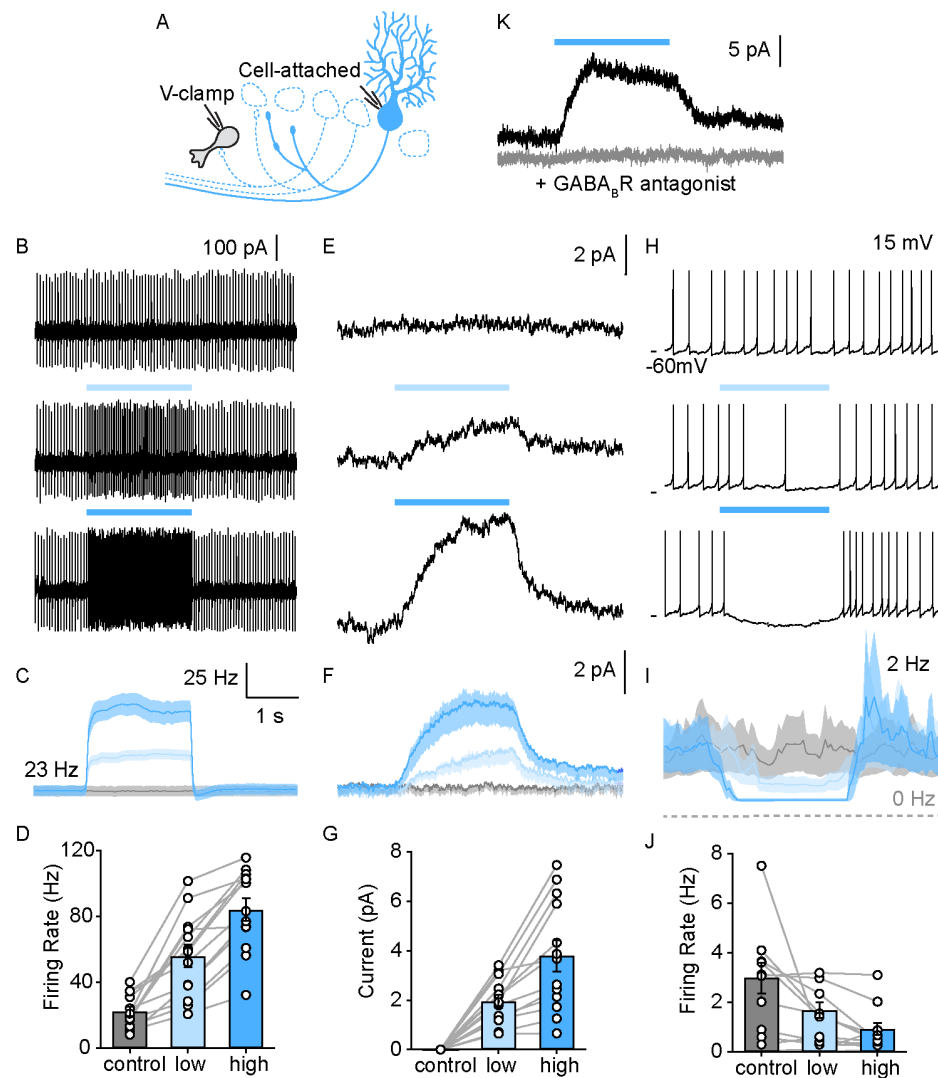 A
Cell-attached
V-clamp
K
5 pA
+ GABA_BR antagonist
B
100 pA
E
2 pA
H
15 mV
-60mV
C
25 Hz
1 s
23 Hz
F
2 pA
I
2 Hz
0 Hz
D
Firing Rate (Hz)
120
80
40
0
control low high
G
Current (pA)
8
6
4
2
0
control low high
J
Firing Rate (Hz)
8
6
4
2
0
control low high